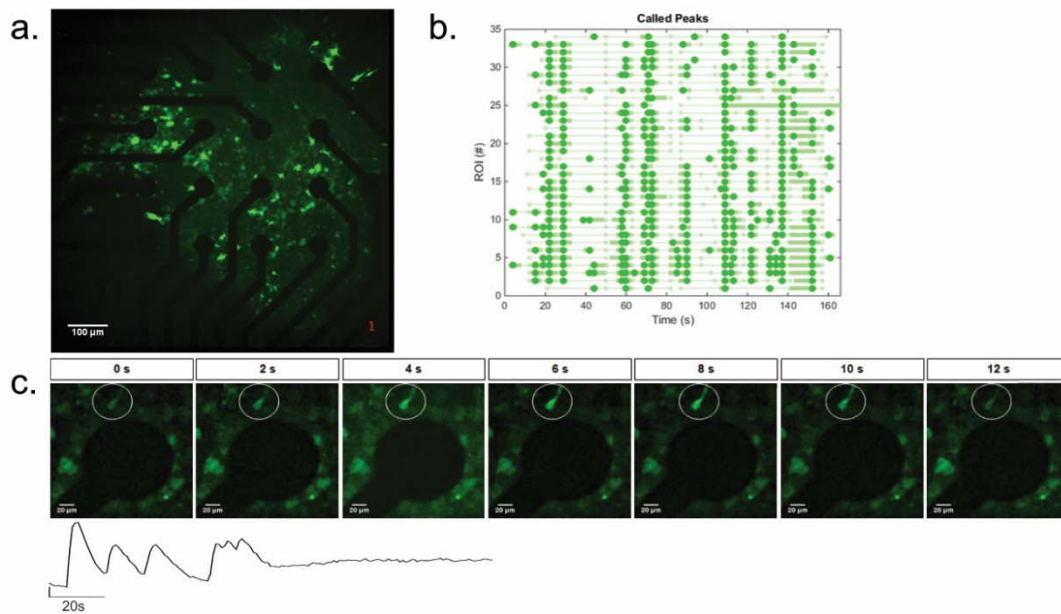 a.
100 µm
1
b.
Called Peaks
ROI (#)
35
30
25
20
15
10
5
0
0 20 40 60 80 100 120 140 160
Time (s)
c.
0 s 2 s 4 s 6 s 8 s 10 s 12 s
20 µm 20 µm 20 µm 20 µm 20 µm 20 µm 20 µm
20s